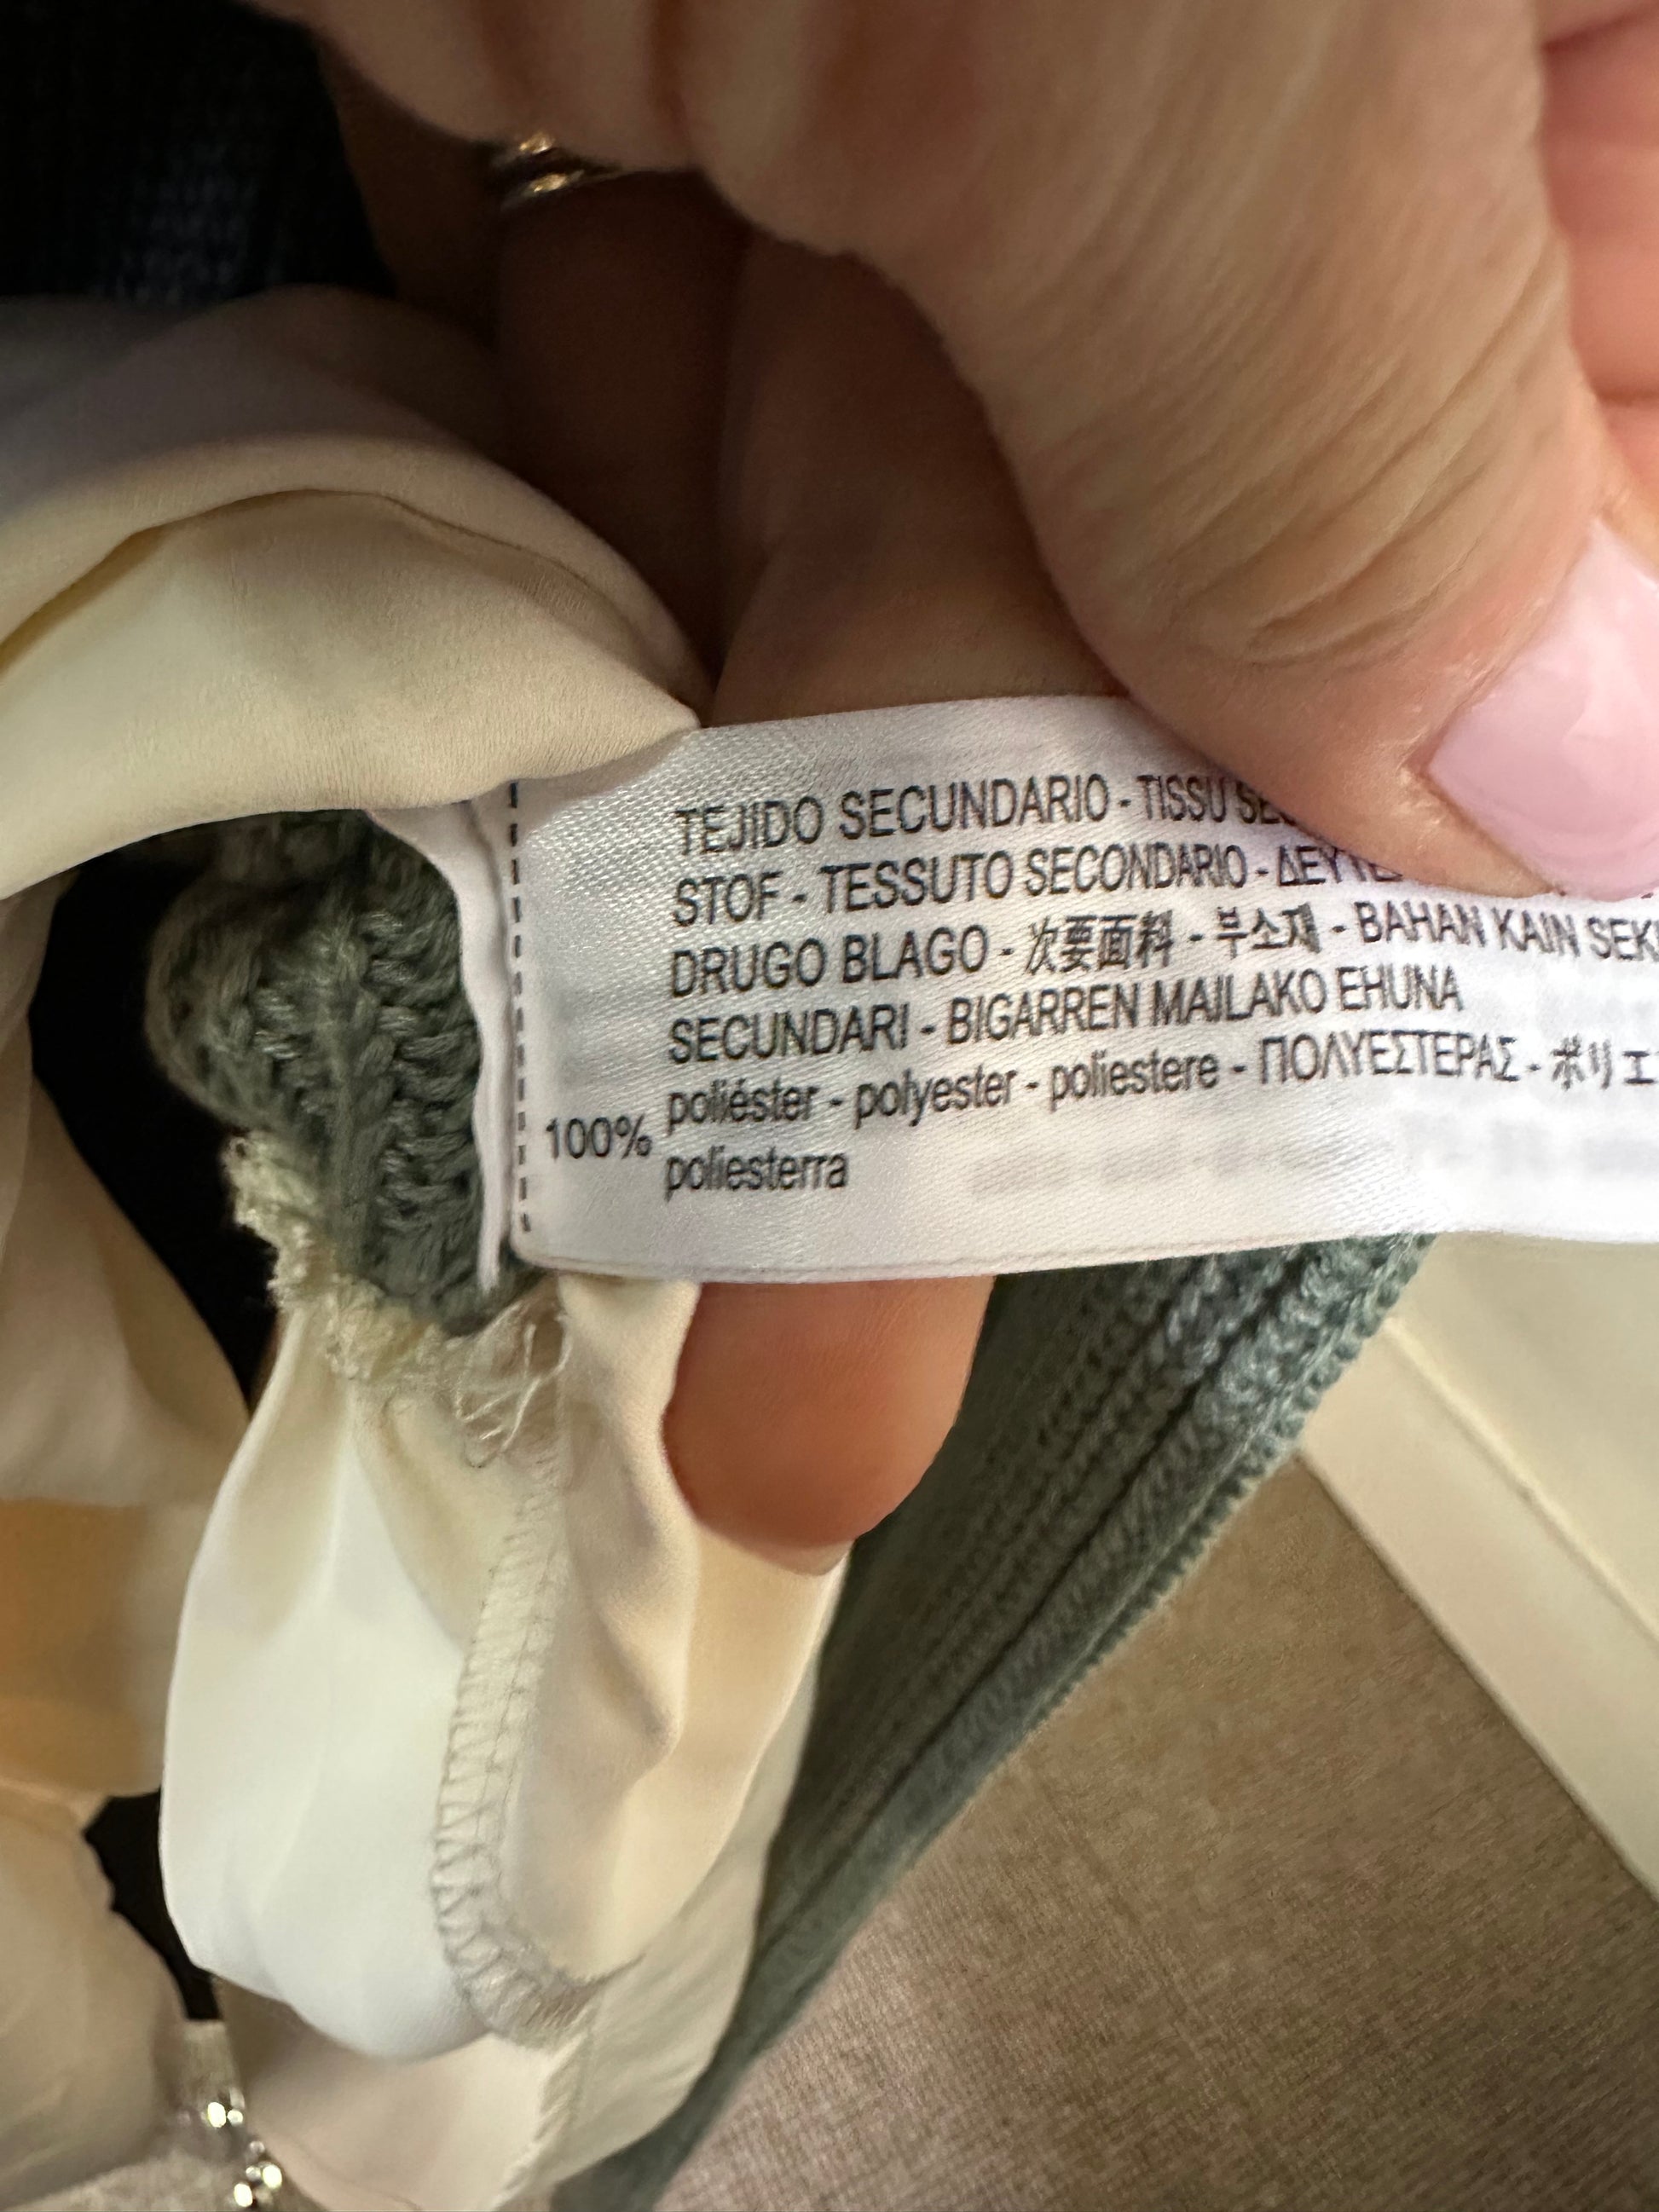 TEJIDO SECUNDARIO - TISSU
STOF - TESSUTO SECONDARIO -
DRUGO BLAGO - 次要面料 - 부소재 - BAHAN KAIN
SECUNDARI - BIGARREN MAILAKO EHUNA
poliéster - polyester - poliestere - ΠΟΛΥΕΣΤΕΡΑΣ -
100% poliesterra